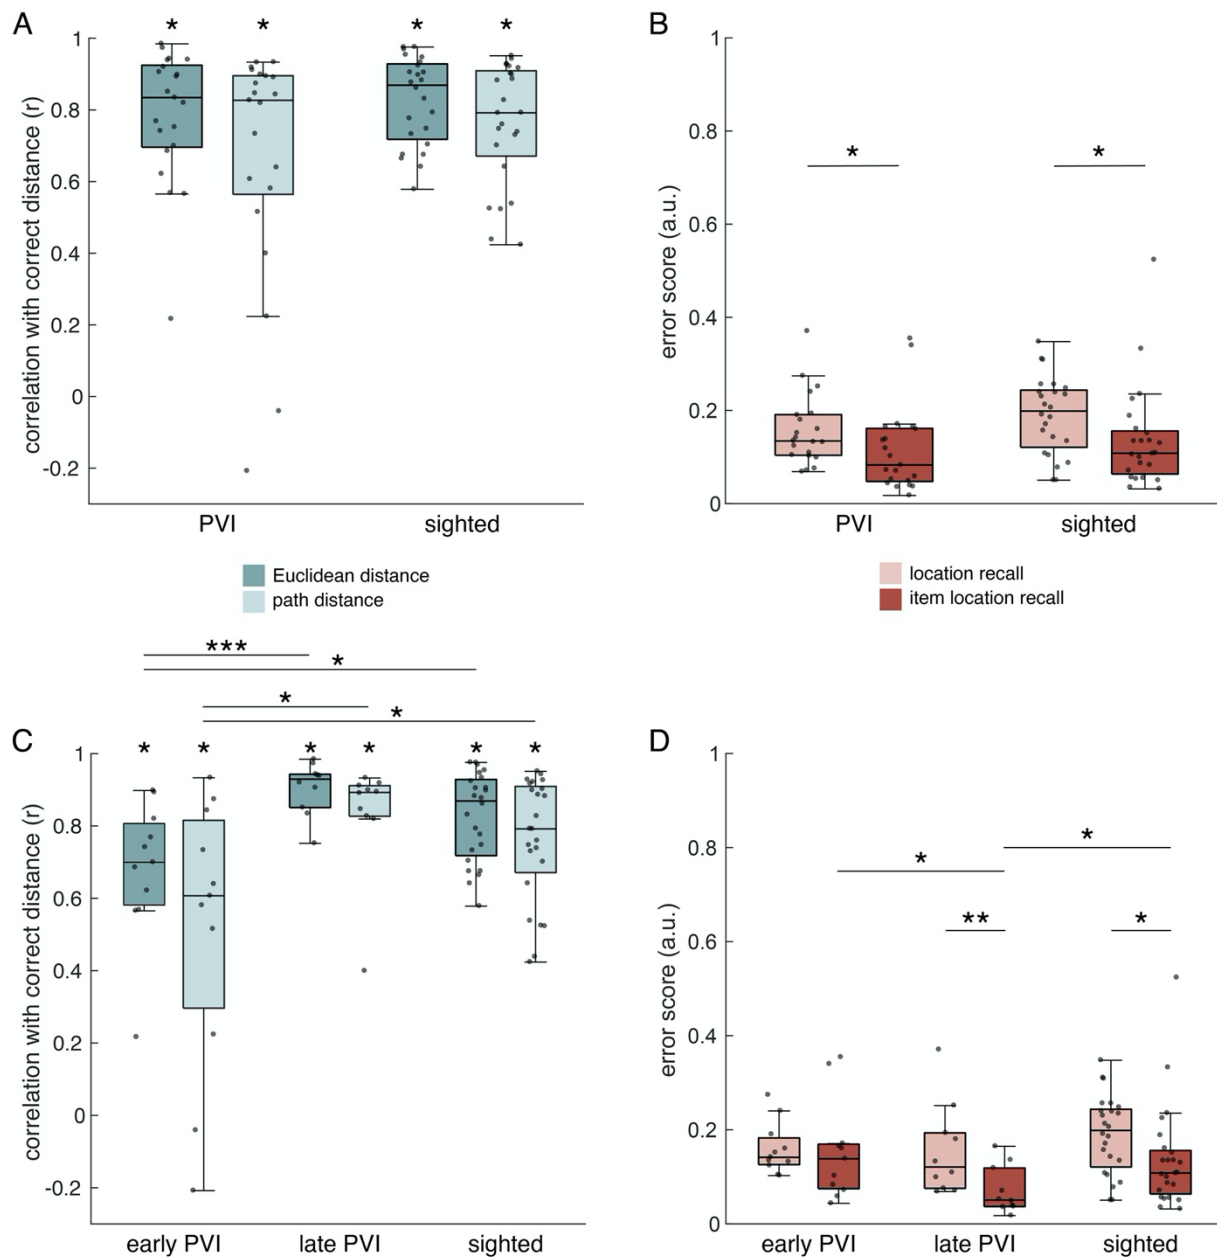 A
* * * *
correlation with correct distance (r)
1
0.8
0.6
0.4
0.2
0
-0.2
PVI sighted
Euclidean distance
path distance
B
* *
error score (a.u.)
1
0.8
0.6
0.4
0.2
0
PVI sighted
location recall
item location recall
***
*
*
*
C
* * * * * *
correlation with correct distance (r)
1
0.8
0.6
0.4
0.2
0
-0.2
early PVI late PVI sighted
D
*
*
** *
error score (a.u.)
1
0.8
0.6
0.4
0.2
0
early PVI late PVI sighted